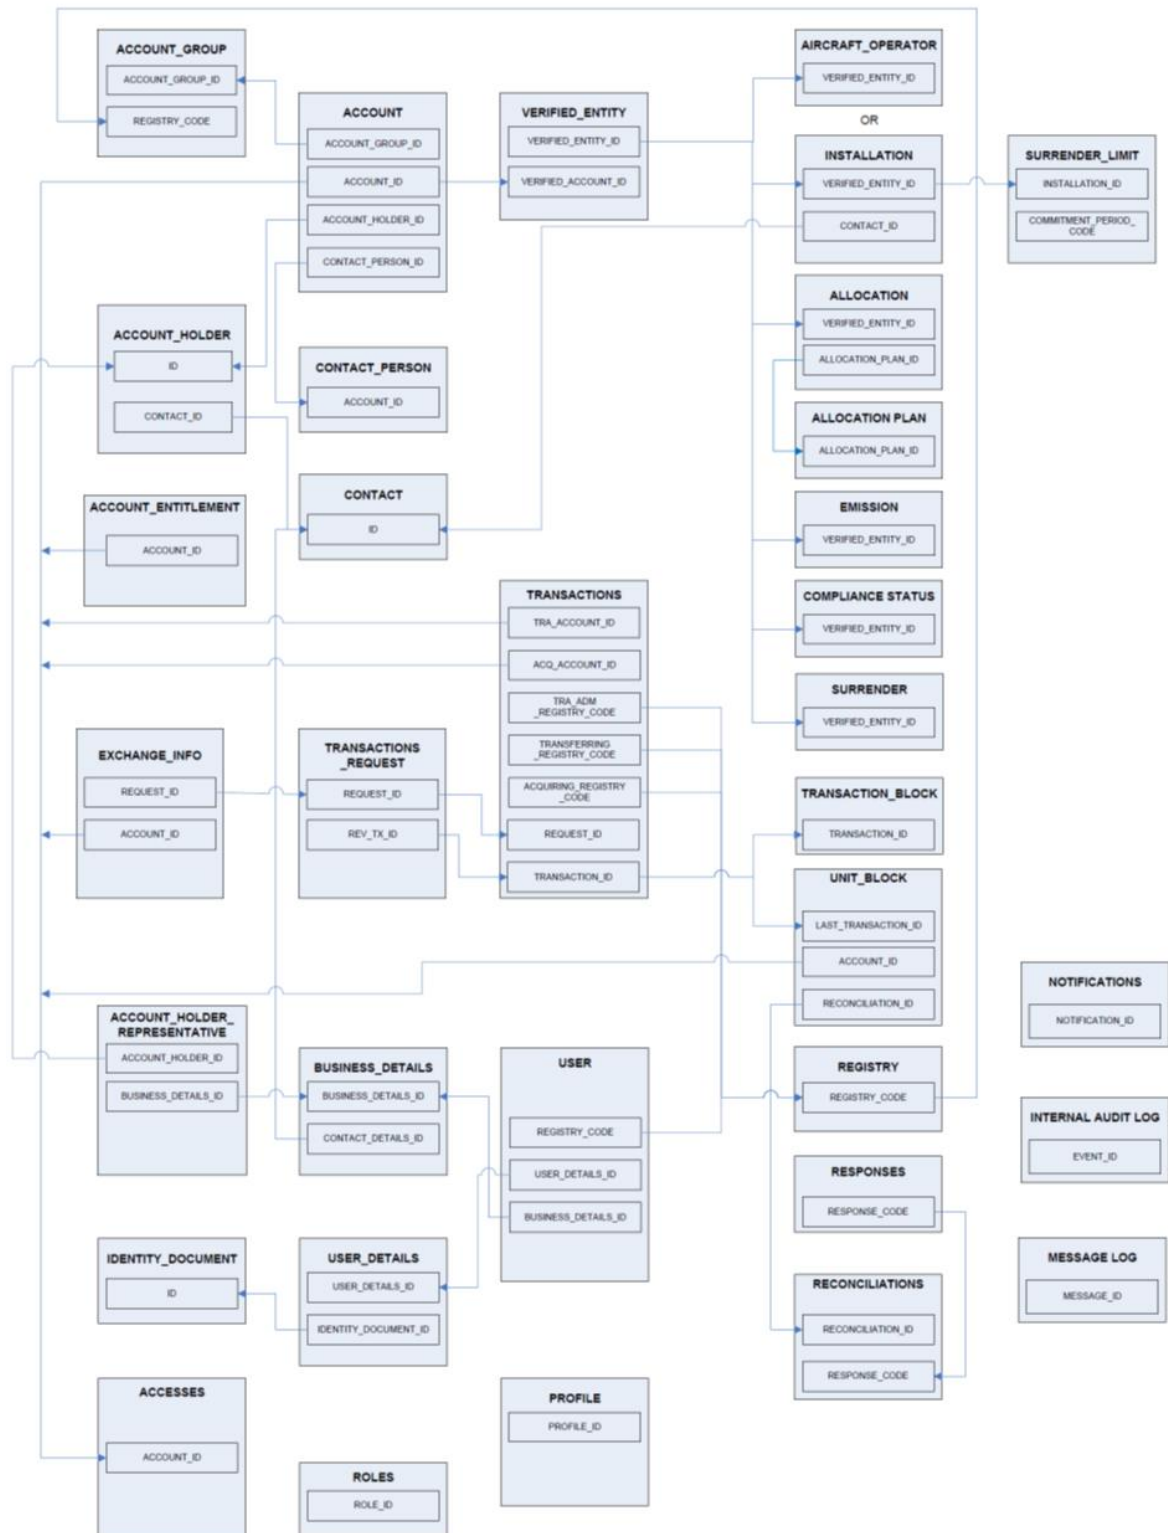 ACCOUNT_GROUP
ACCOUNT_GROUP_ID
REGISTRY_CODE
ACCOUNT
ACCOUNT_GROUP_ID
ACCOUNT_ID
ACCOUNT_HOLDER_ID
CONTACT_PERSON_ID
VERIFIED_ENTITY
VERIFIED_ENTITY_ID
VERIFIED_ACCOUNT_ID
AIRCRAFT_OPERATOR
VERIFIED_ENTITY_ID
OR
INSTALLATION
VERIFIED_ENTITY_ID
CONTACT_ID
SURRENDER_LIMIT
INSTALLATION_ID
COMMITMENT_PERIOD_
CODE
ALLOCATION
VERIFIED_ENTITY_ID
ALLOCATION_PLAN_ID
ACCOUNT_HOLDER
ID
CONTACT_ID
CONTACT_PERSON
ACCOUNT_ID
ALLOCATION PLAN
ALLOCATION_PLAN_ID
CONTACT
ID
ACCOUNT_ENTITLEMENT
ACCOUNT_ID
EMISSION
VERIFIED_ENTITY_ID
COMPLIANCE STATUS
VERIFIED_ENTITY_ID
SURRENDER
VERIFIED_ENTITY_ID
TRANSACTIONS
TRA_ACCOUNT_ID
ACQ_ACCOUNT_ID
TRA_ADM
_REGISTRY_CODE
TRANSFERRING
_REGISTRY_CODE
ACQUIRING_REGISTRY
_CODE
REQUEST_ID
TRANSACTION_ID
EXCHANGE_INFO
REQUEST_ID
ACCOUNT_ID
TRANSACTIONS
_REQUEST
REQUEST_ID
REV_TX_ID
TRANSACTION_BLOCK
TRANSACTION_ID
UNIT_BLOCK
LAST_TRANSACTION_ID
ACCOUNT_ID
RECONCILIATION_ID
NOTIFICATIONS
NOTIFICATION_ID
ACCOUNT_HOLDER_
REPRESENTATIVE
ACCOUNT_HOLDER_ID
BUSINESS_DETAILS_ID
BUSINESS_DETAILS
BUSINESS_DETAILS_ID
CONTACT_DETAILS_ID
USER
REGISTRY_CODE
USER_DETAILS_ID
BUSINESS_DETAILS_ID
REGISTRY
REGISTRY_CODE
INTERNAL AUDIT LOG
EVENT_ID
RESPONSES
RESPONSE_CODE
IDENTITY_DOCUMENT
ID
USER_DETAILS
USER_DETAILS_ID
IDENTITY_DOCUMENT_ID
RECONCILIATIONS
RECONCILIATION_ID
RESPONSE_CODE
MESSAGE LOG
MESSAGE_ID
ACCESSES
ACCOUNT_ID
PROFILE
PROFILE_ID
ROLES
ROLE_ID